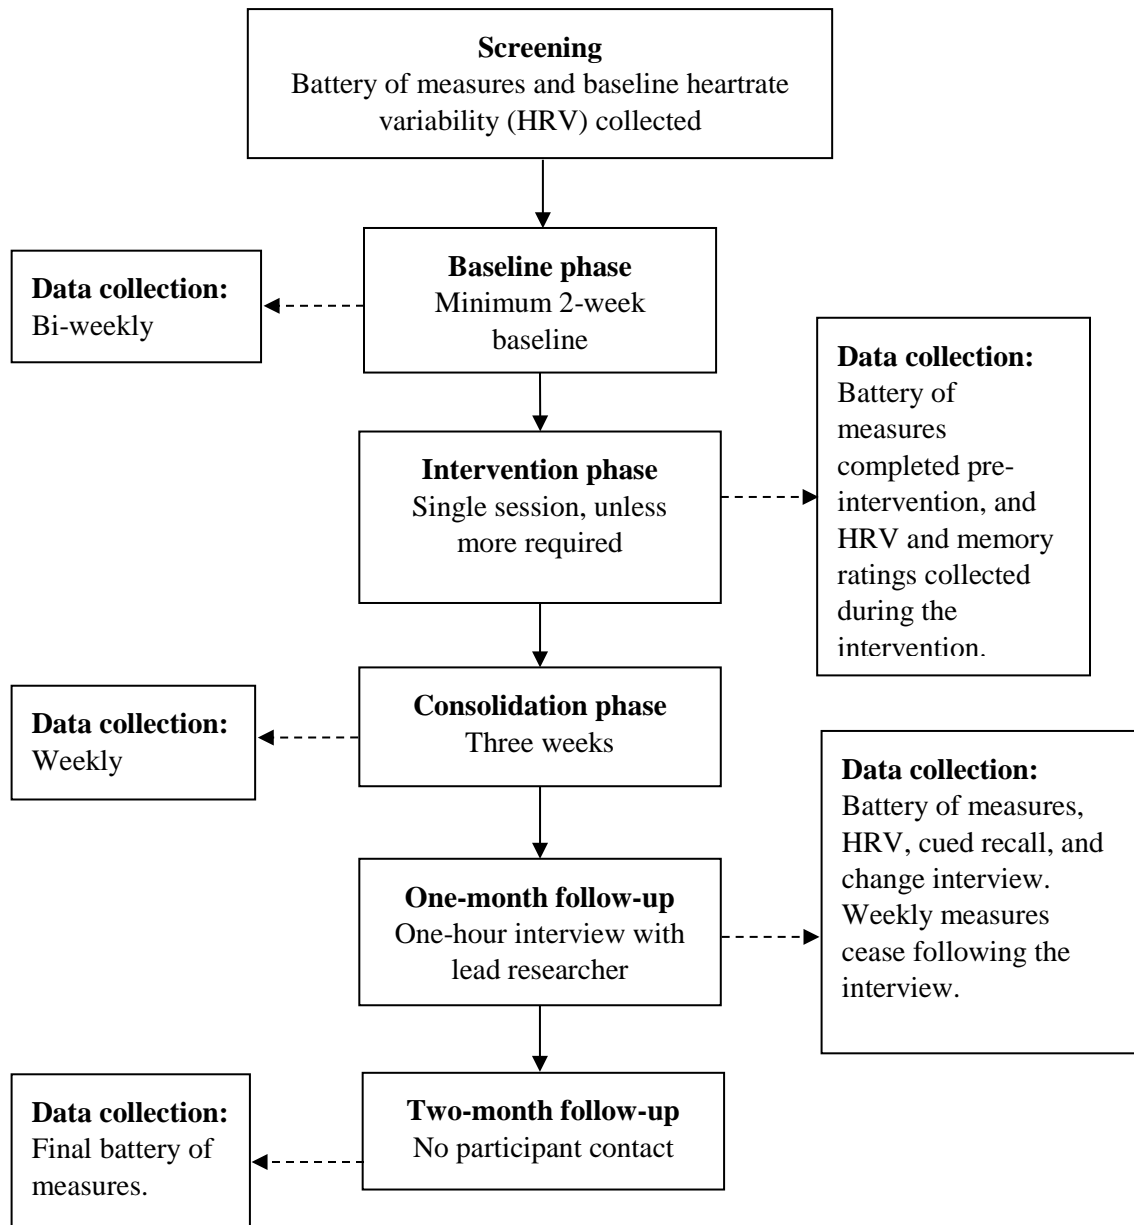 Screening
Battery of measures and baseline heartrate
variability (HRV) collected
Baseline phase
Minimum 2-week
baseline
Data collection:
Bi-weekly
Intervention phase
Single session, unless
more required
Data collection:
Battery of
measures
completed pre-
intervention, and
HRV and memory
ratings collected
during the
intervention.
Consolidation phase
Three weeks
Data collection:
Weekly
One-month follow-up
One-hour interview with
lead researcher
Data collection:
Battery of measures,
HRV, cued recall, and
change interview.
Weekly measures
cease following the
interview.
Two-month follow-up
No participant contact
Data collection:
Final battery of
measures.